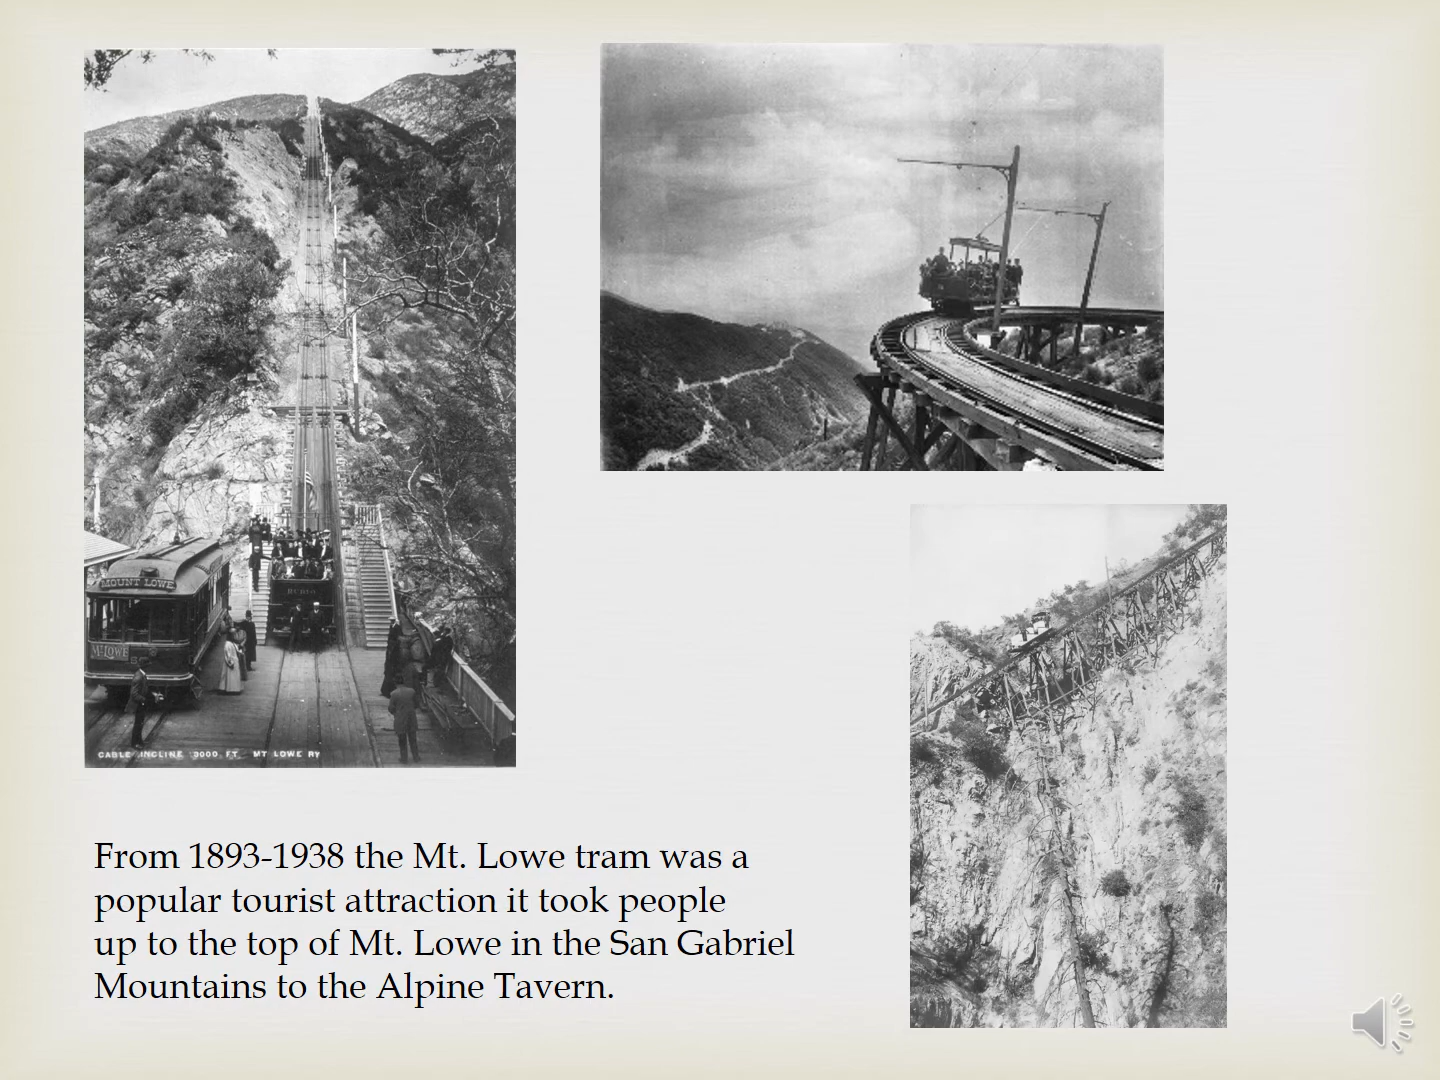 MOUNT LOWE
Mt. LOWE
CABLE INCLINE 3000 FT. MT LOWE RY
From 1893-1938 the Mt. Lowe tram was a
popular tourist attraction it took people
up to the top of Mt. Lowe in the San Gabriel
Mountains to the Alpine Tavern.